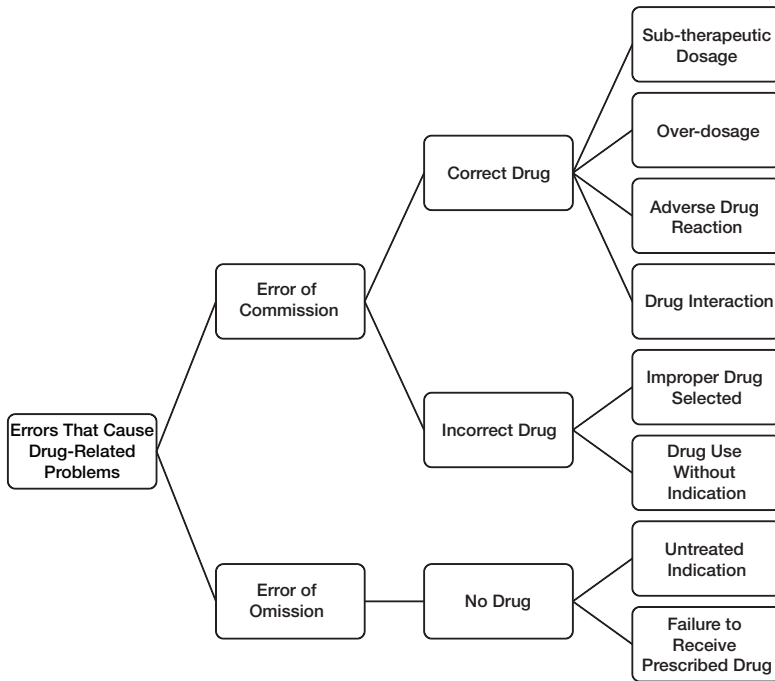 Sub-therapeutic
Dosage
Over-dosage
Correct Drug
Adverse Drug
Reaction
Error of
Commission
Drug Interaction
Improper Drug
Selected
Incorrect Drug
Errors That Cause
Drug-Related
Problems
Drug Use
Without
Indication
Untreated
Indication
Error of
Omission
No Drug
Failure to
Receive
Prescribed Drug